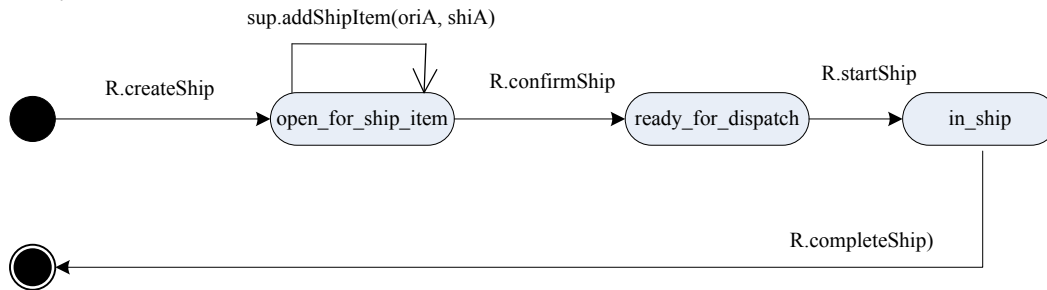 sup.addShipItem(oriA, shiA)
R.createShip
R.confirmShip
R.startShip
open_for_ship_item
ready_for_dispatch
in_ship
R.completeShip)